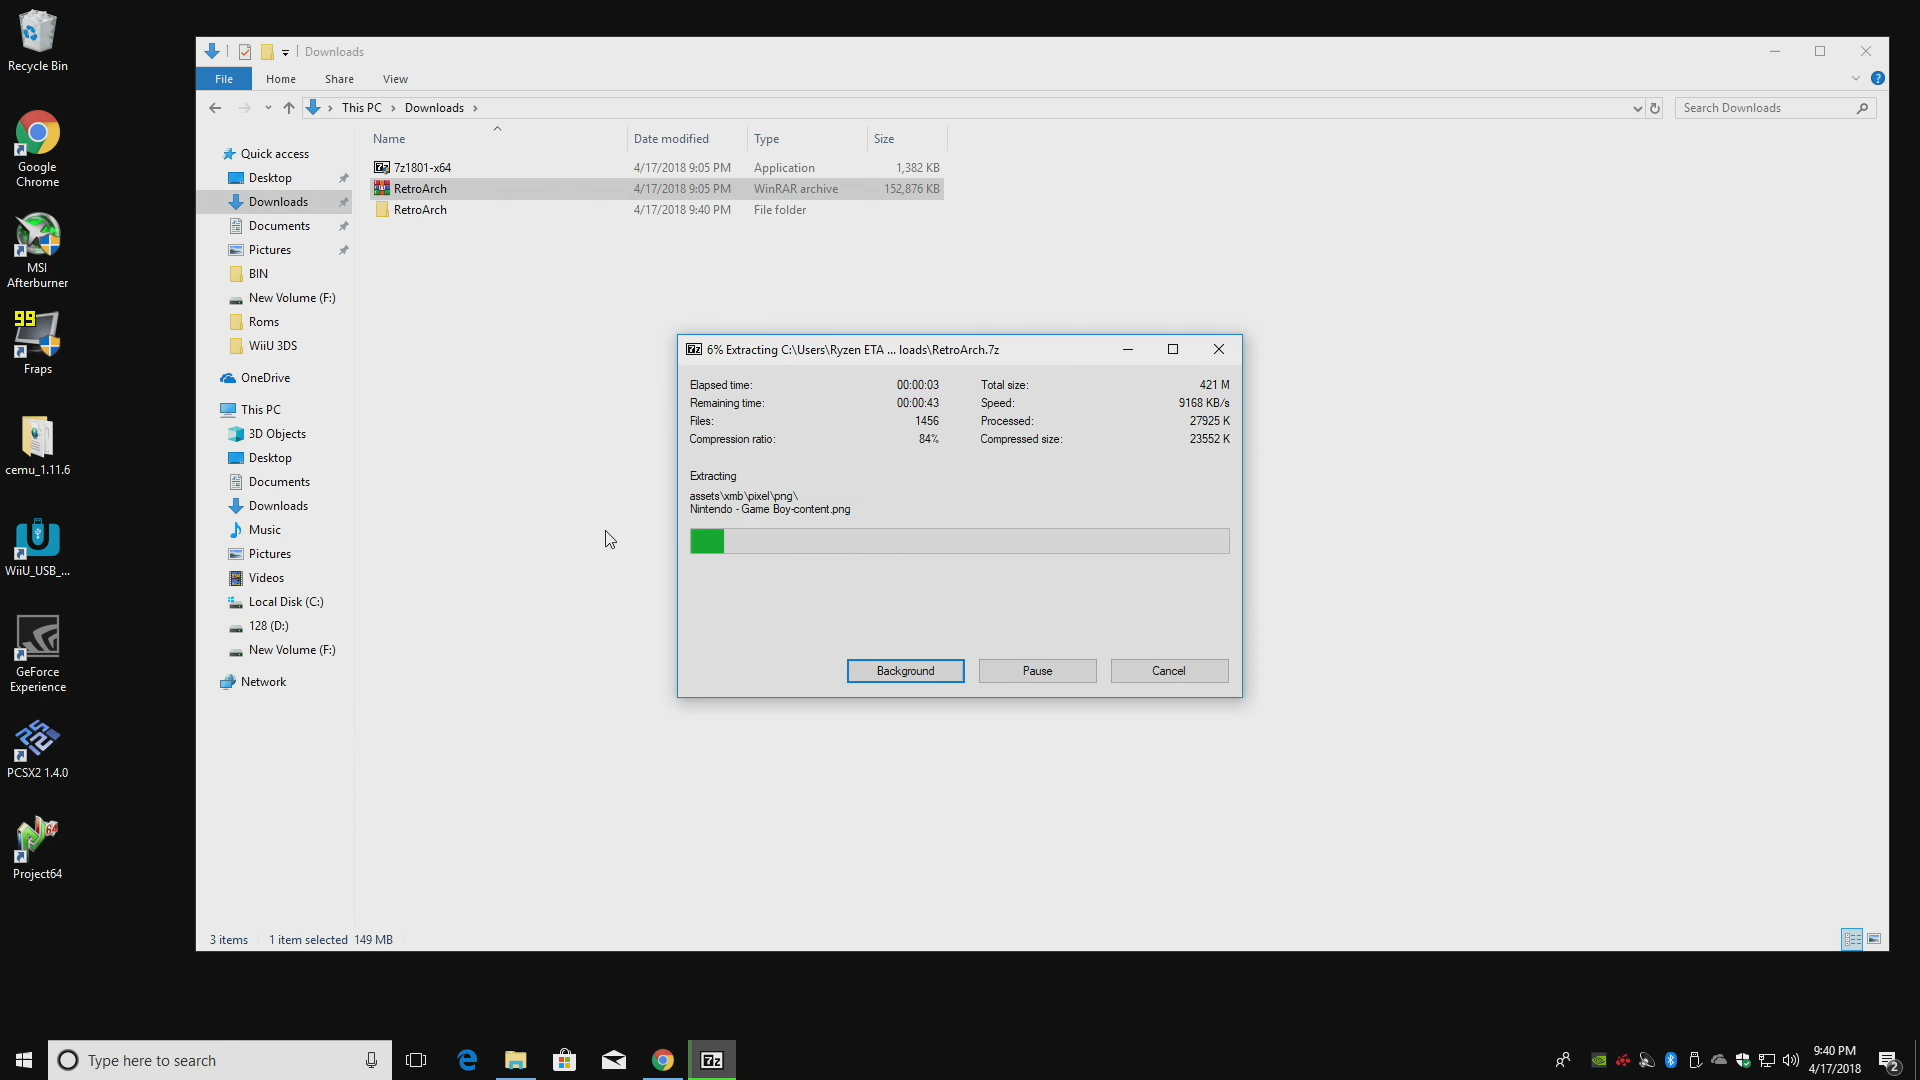 Recycle Bin
Google
Chrome
MSI
Afterburner
99
Fraps
cemu_1.11.6
WiiU_USB_...
GeForce
Experience
PCSX2 1.4.0
64
Project64
Downloads
File
Home
Share
View
This PC
Downloads
Search Downloads
Name
Date modified
Type
Size
7z1801-x64
4/17/2018 9:05 PM
Application
1,382 KB
RetroArch
4/17/2018 9:05 PM
WinRAR archive
152,876 KB
RetroArch
4/17/2018 9:40 PM
File folder
Quick access
Desktop
Downloads
Documents
Pictures
BIN
New Volume (F:)
Roms
WiiU 3DS
OneDrive
This PC
3D Objects
Desktop
Documents
Downloads
Music
Pictures
Videos
Local Disk (C:)
128 (D:)
New Volume (F:)
Network
7z 6% Extracting C:\Users\Ryzen ETA ... loads\RetroArch.7z
Elapsed time: 00:00:03
Total size: 421 M
Remaining time: 00:00:43
Speed: 9168 KB/s
Files: 1456
Processed: 27925 K
Compression ratio: 84%
Compressed size: 23552 K
Extracting
assets\xmb\pixel\png\
Nintendo - Game Boy-content.png
Background
Pause
Cancel
3 items
1 item selected 149 MB
Type here to search
7z
9:40 PM
4/17/2018
2